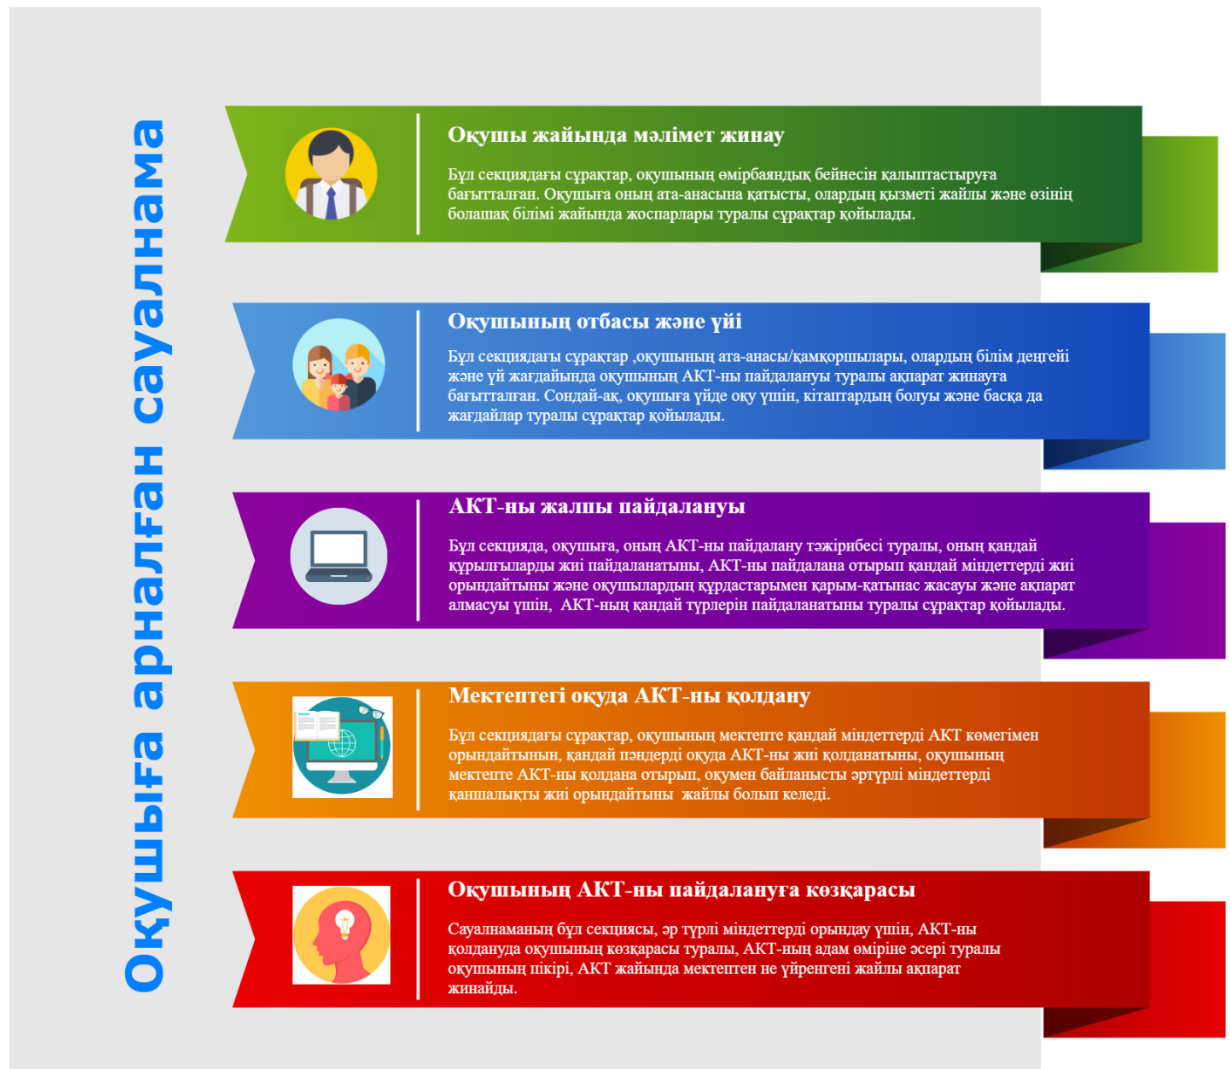 Оқушыға арналған сауалнама
Оқушы жайында мәлімет жинау
Бұл секциядағы сұрақтар, оқушының өмірбаяндық бейнесін қалыптастыруға
бағытталған. Оқушыға оның ата-анасына қатысты, олардың қызметі жайлы және өзінің
болашақ білімі жайында жоспарлары туралы сұрақтар қойылады.
Оқушының отбасы және үйі
Бұл секциядағы сұрақтар ,оқушының ата-анасы/қамқоршылары, олардың білім деңгейі
және үй жағдайында оқушының АКТ-ны пайдалануы туралы ақпарат жинауға
бағытталған. Сондай-ақ, оқушыға үйде оқу үшін, кітаптардың болуы және басқа да
жағдайлар туралы сұрақтар қойылады.
АКТ-ны жалпы пайдалануы
Бұл секцияда, оқушыға, оның АКТ-ны пайдалану тәжірибесі туралы, оның қандай
құрылғыларды жиі пайдаланатыны, АКТ-ны пайдалана отырып қандай міндеттерді жиі
орындайтыны және оқушылардың құрдастарымен қарым-қатынас жасауы және ақпарат
алмасуы үшін, АКТ-ның қандай түрлерін пайдаланатыны туралы сұрақтар қойылады.
Мектептегі оқуда АКТ-ны қолдану
Бұл секциядағы сұрақтар, оқушының мектепте қандай міндеттерді АКТ көмегімен
орындайтынын, қандай пәндерді оқуда АКТ-ны жиі қолданатыны, оқушының
мектепте АКТ-ны қолдана отырып, оқумен байланысты әртүрлі міндеттерді
қаншалықты жиі орындайтыны жайлы болып келеді.
Оқушының АКТ-ны пайдалануға көзқарасы
Сауалнаманың бұл секциясы, әр түрлі міндеттерді орындау үшін, АКТ-ны
қолдануда оқушының көзқарасы туралы, АКТ-ның адам өміріне әсері туралы
оқушының пікірі, АКТ жайында мектептен не үйренгені жайлы ақпарат
жинайды.